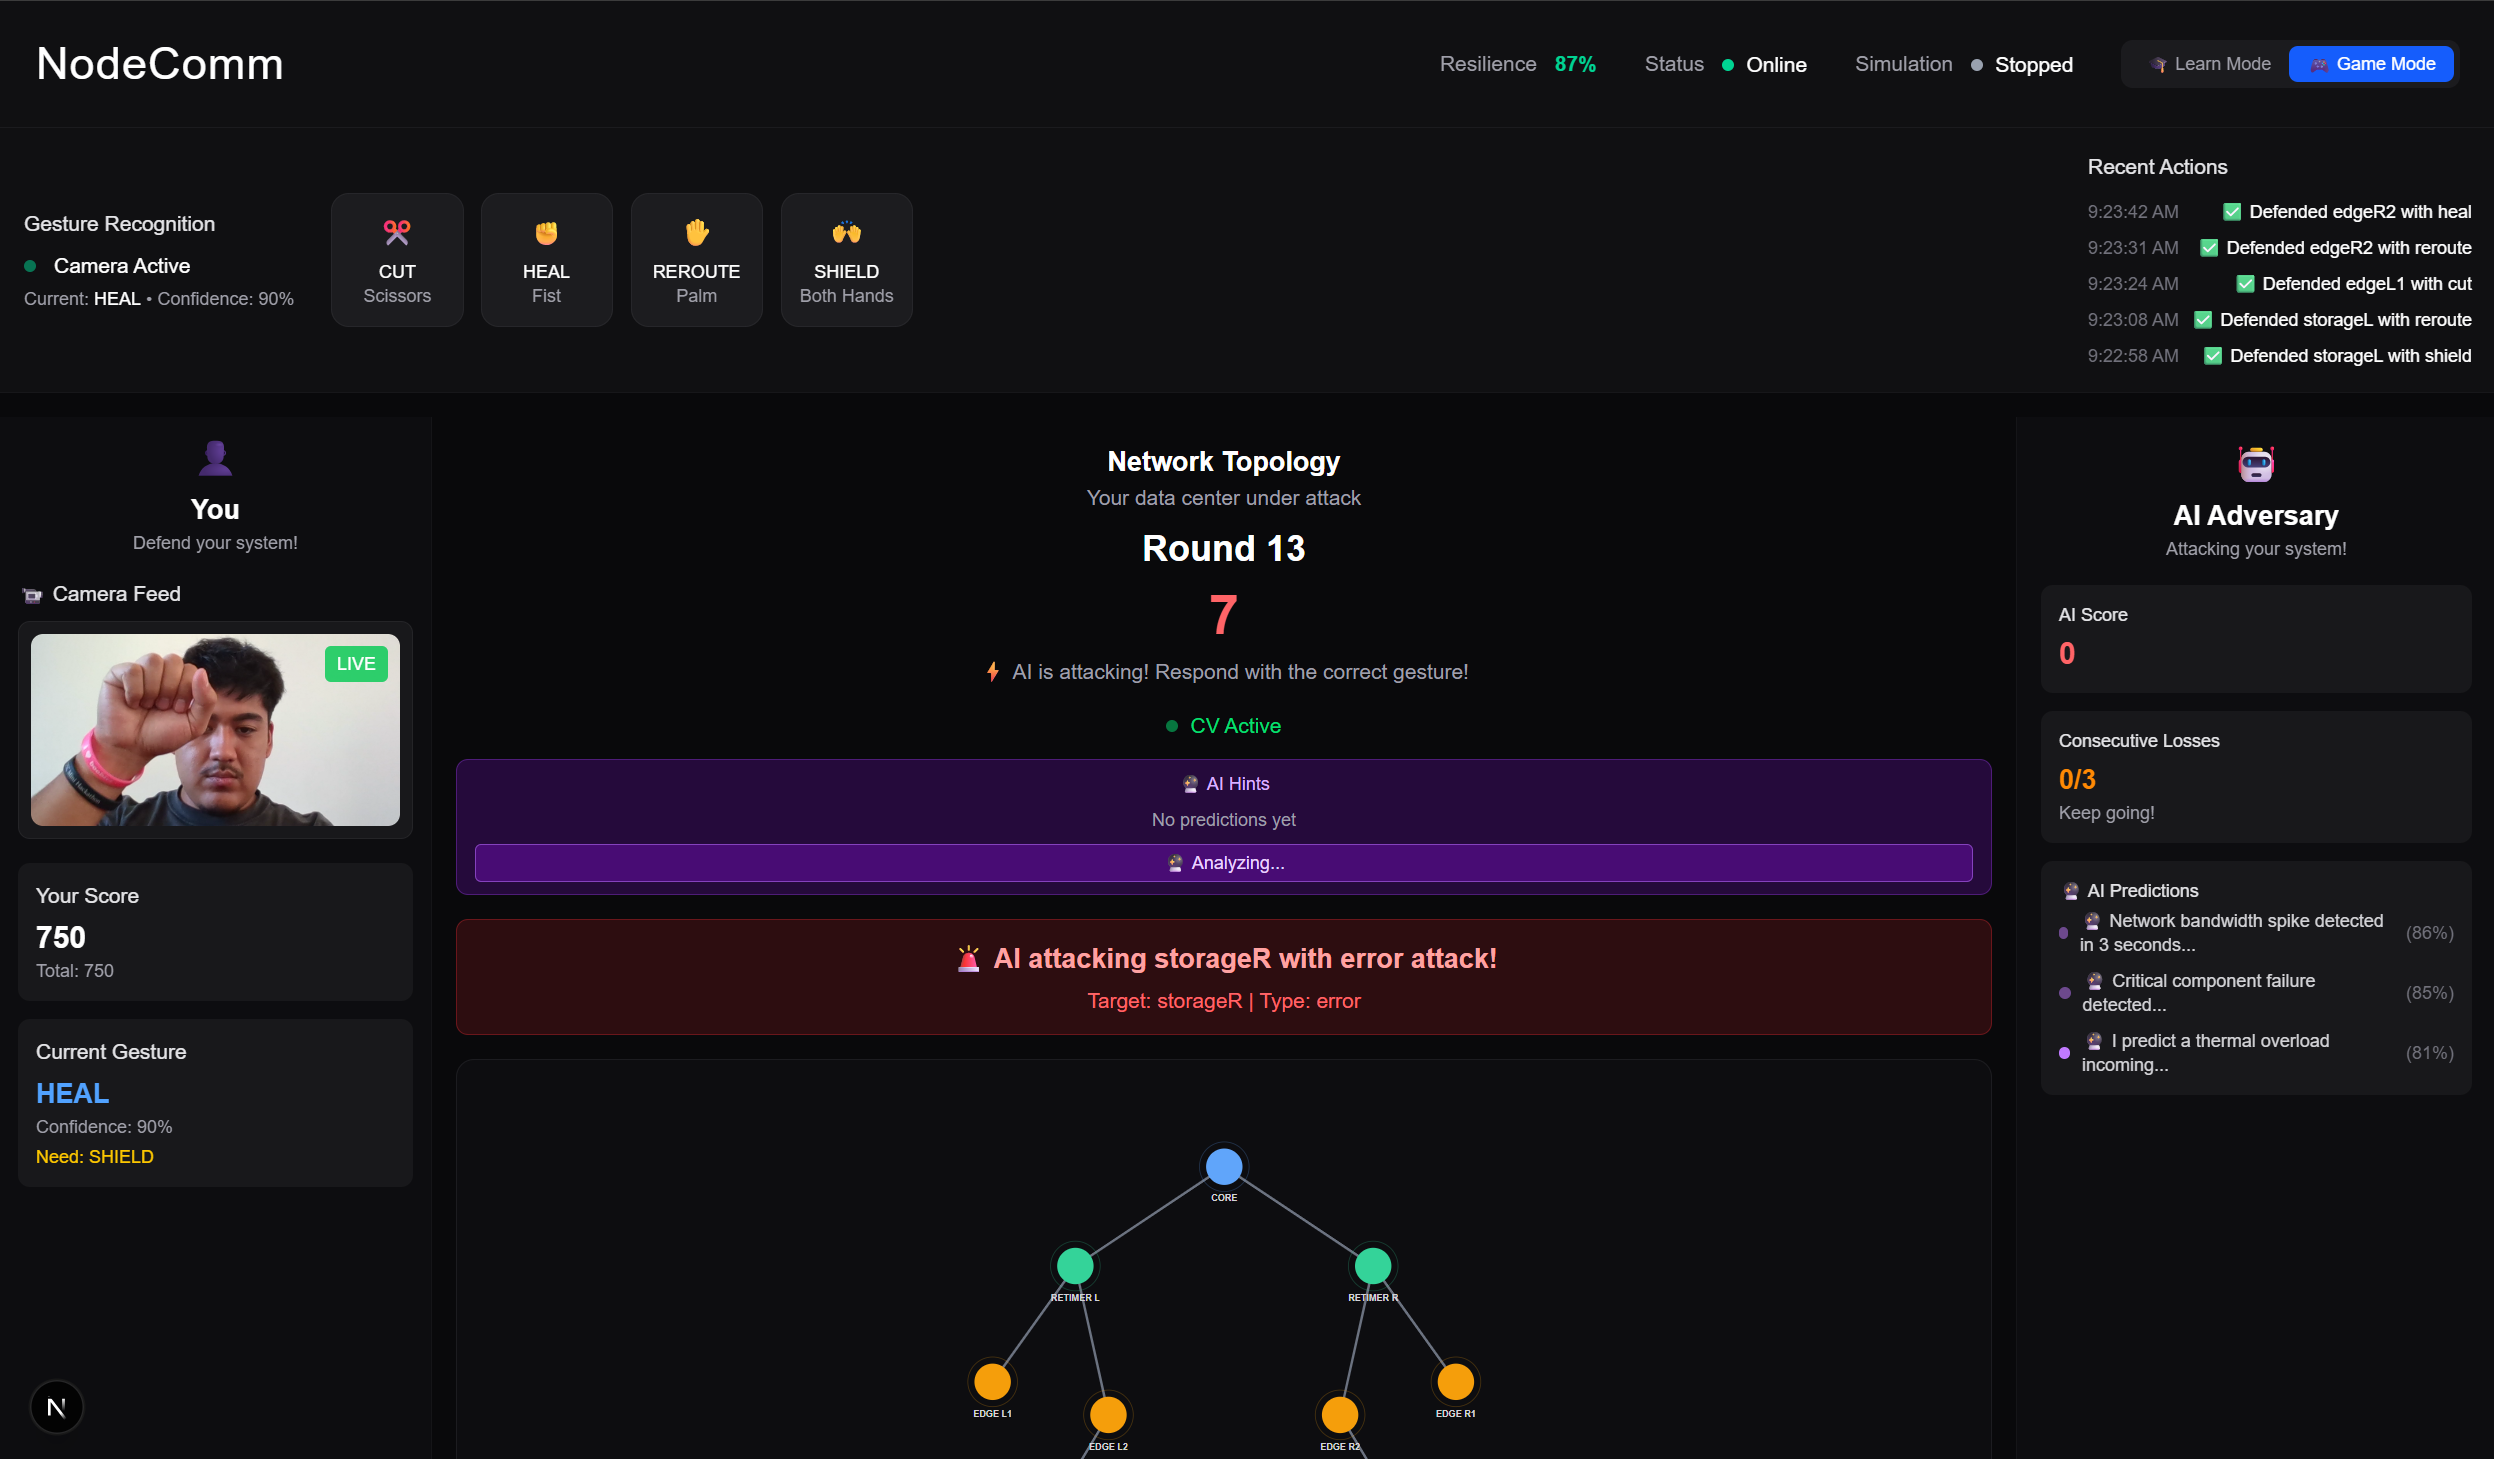 NodeComm
Resilience 87% Status Online Simulation Stopped Learn Mode Game Mode
Gesture Recognition
Camera Active
Current: HEAL • Confidence: 90%
CUT
Scissors
HEAL
Fist
REROUTE
Palm
SHIELD
Both Hands
Recent Actions
9:23:42 AM ✅ Defended edgeR2 with heal
9:23:31 AM ✅ Defended edgeR2 with reroute
9:23:24 AM ✅ Defended edgeL1 with cut
9:23:08 AM ✅ Defended storageL with reroute
9:22:58 AM ✅ Defended storageL with shield
You
Defend your system!
Camera Feed
LIVE
Your Score
750
Total: 750
Current Gesture
HEAL
Confidence: 90%
Need: SHIELD
N
Network Topology
Your data center under attack
Round 13
7
AI is attacking! Respond with the correct gesture!
CV Active
AI Hints
No predictions yet
Analyzing...
AI attacking storageR with error attack!
Target: storageR | Type: error
CORE
RETIMER L
RETIMER R
EDGE L1
EDGE R1
EDGE L2
EDGE R2
AI Adversary
Attacking your system!
AI Score
0
Consecutive Losses
0/3
Keep going!
AI Predictions
Network bandwidth spike detected
in 3 seconds...
(86%)
Critical component failure
detected...
(85%)
I predict a thermal overload
incoming...
(81%)